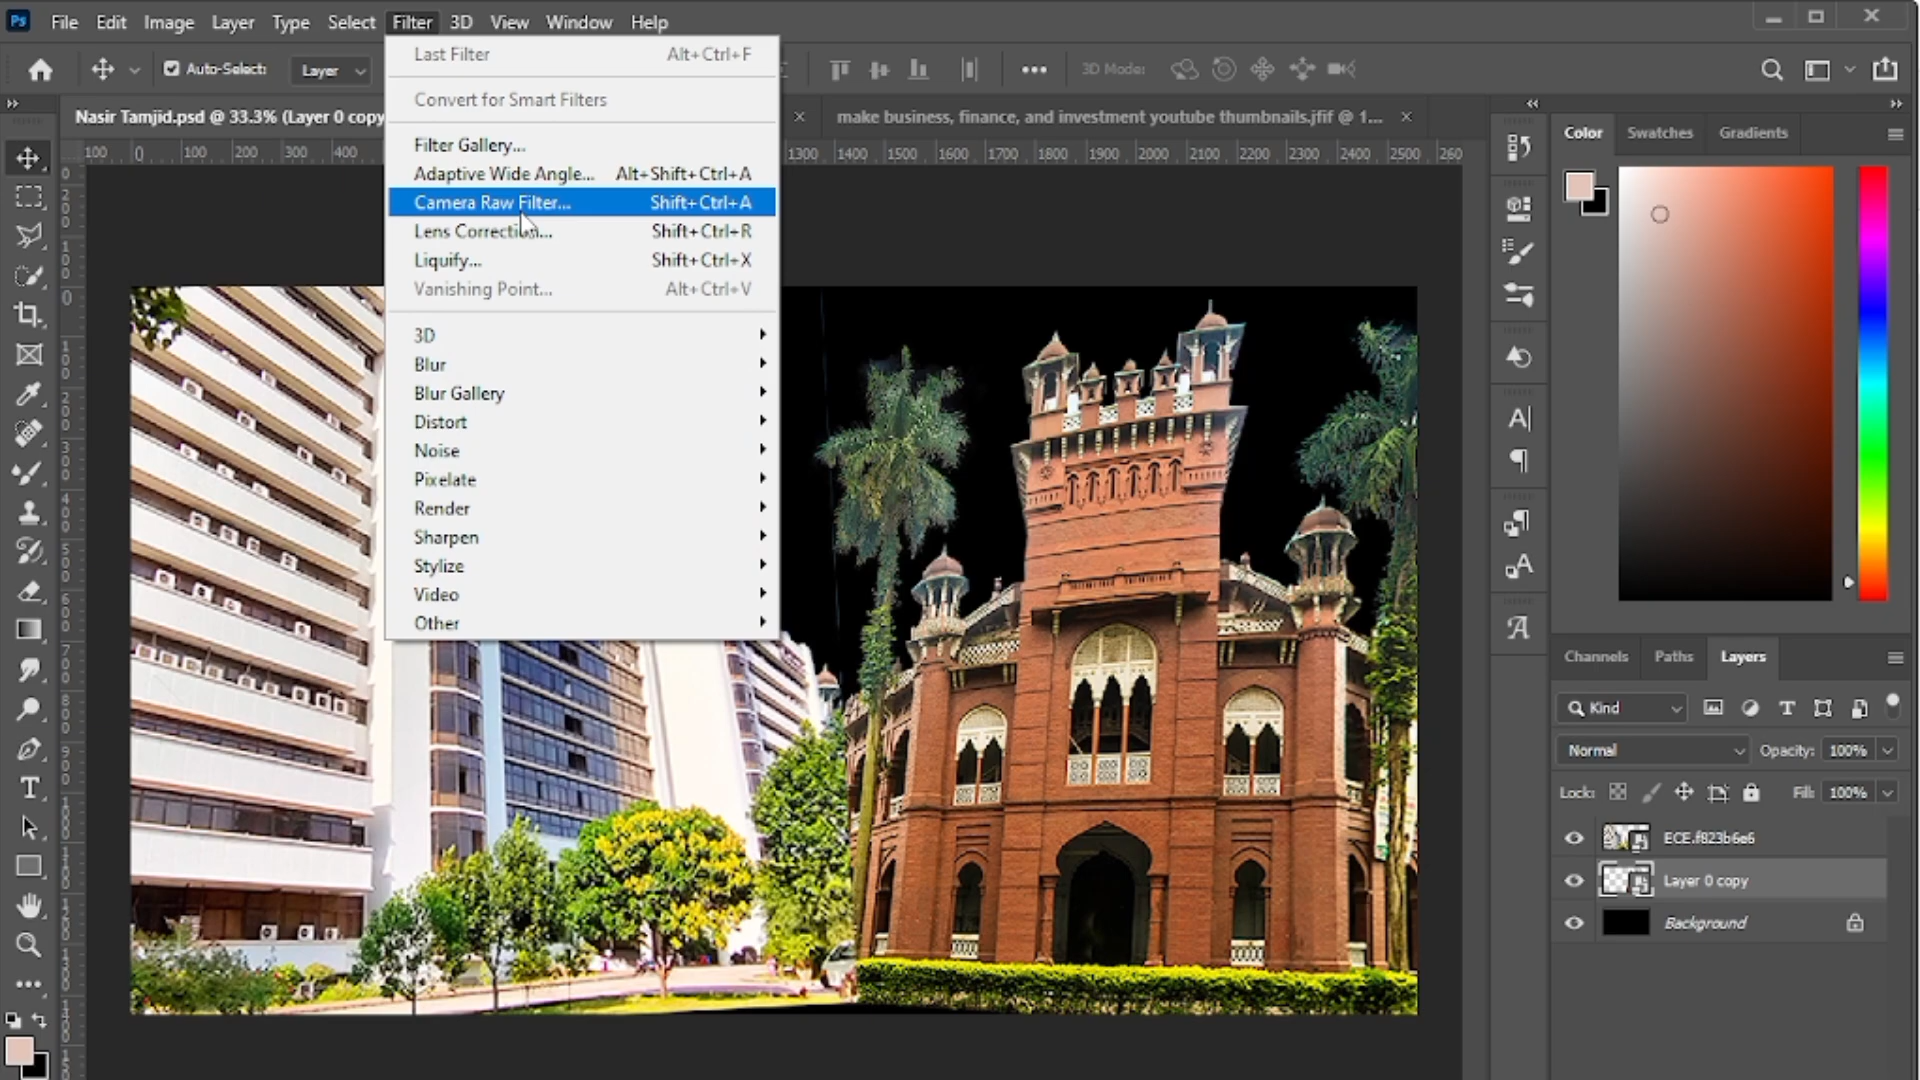 Ps File Edit Image Layer Type Select Filter 3D View Window Help
Auto-Select: Layer 3D Mode:
Nasir Tamjid.psd @ 33.3% (Layer 0 copy
make business, finance, and investment youtube thumbnails.jfif @ 1...
100 0 100 200 300 400 1300 1400 1500 1600 1700 1800 1900 2000 2100 2200 2300 2400 2500 260
Last Filter Alt+Ctrl+F
Convert for Smart Filters
Filter Gallery...
Adaptive Wide Angle... Alt+Shift+Ctrl+A
Camera Raw Filter... Shift+Ctrl+A
Lens Correction... Shift+Ctrl+R
Liquify... Shift+Ctrl+X
Vanishing Point... Alt+Ctrl+V
3D
Blur
Blur Gallery
Distort
Noise
Pixelate
Render
Sharpen
Stylize
Video
Other
Color Swatches Gradients
Channels Paths Layers
Kind
Normal Opacity: 100%
Lock: Fill: 100%
ECE.f823b6e6
Layer 0 copy
Background